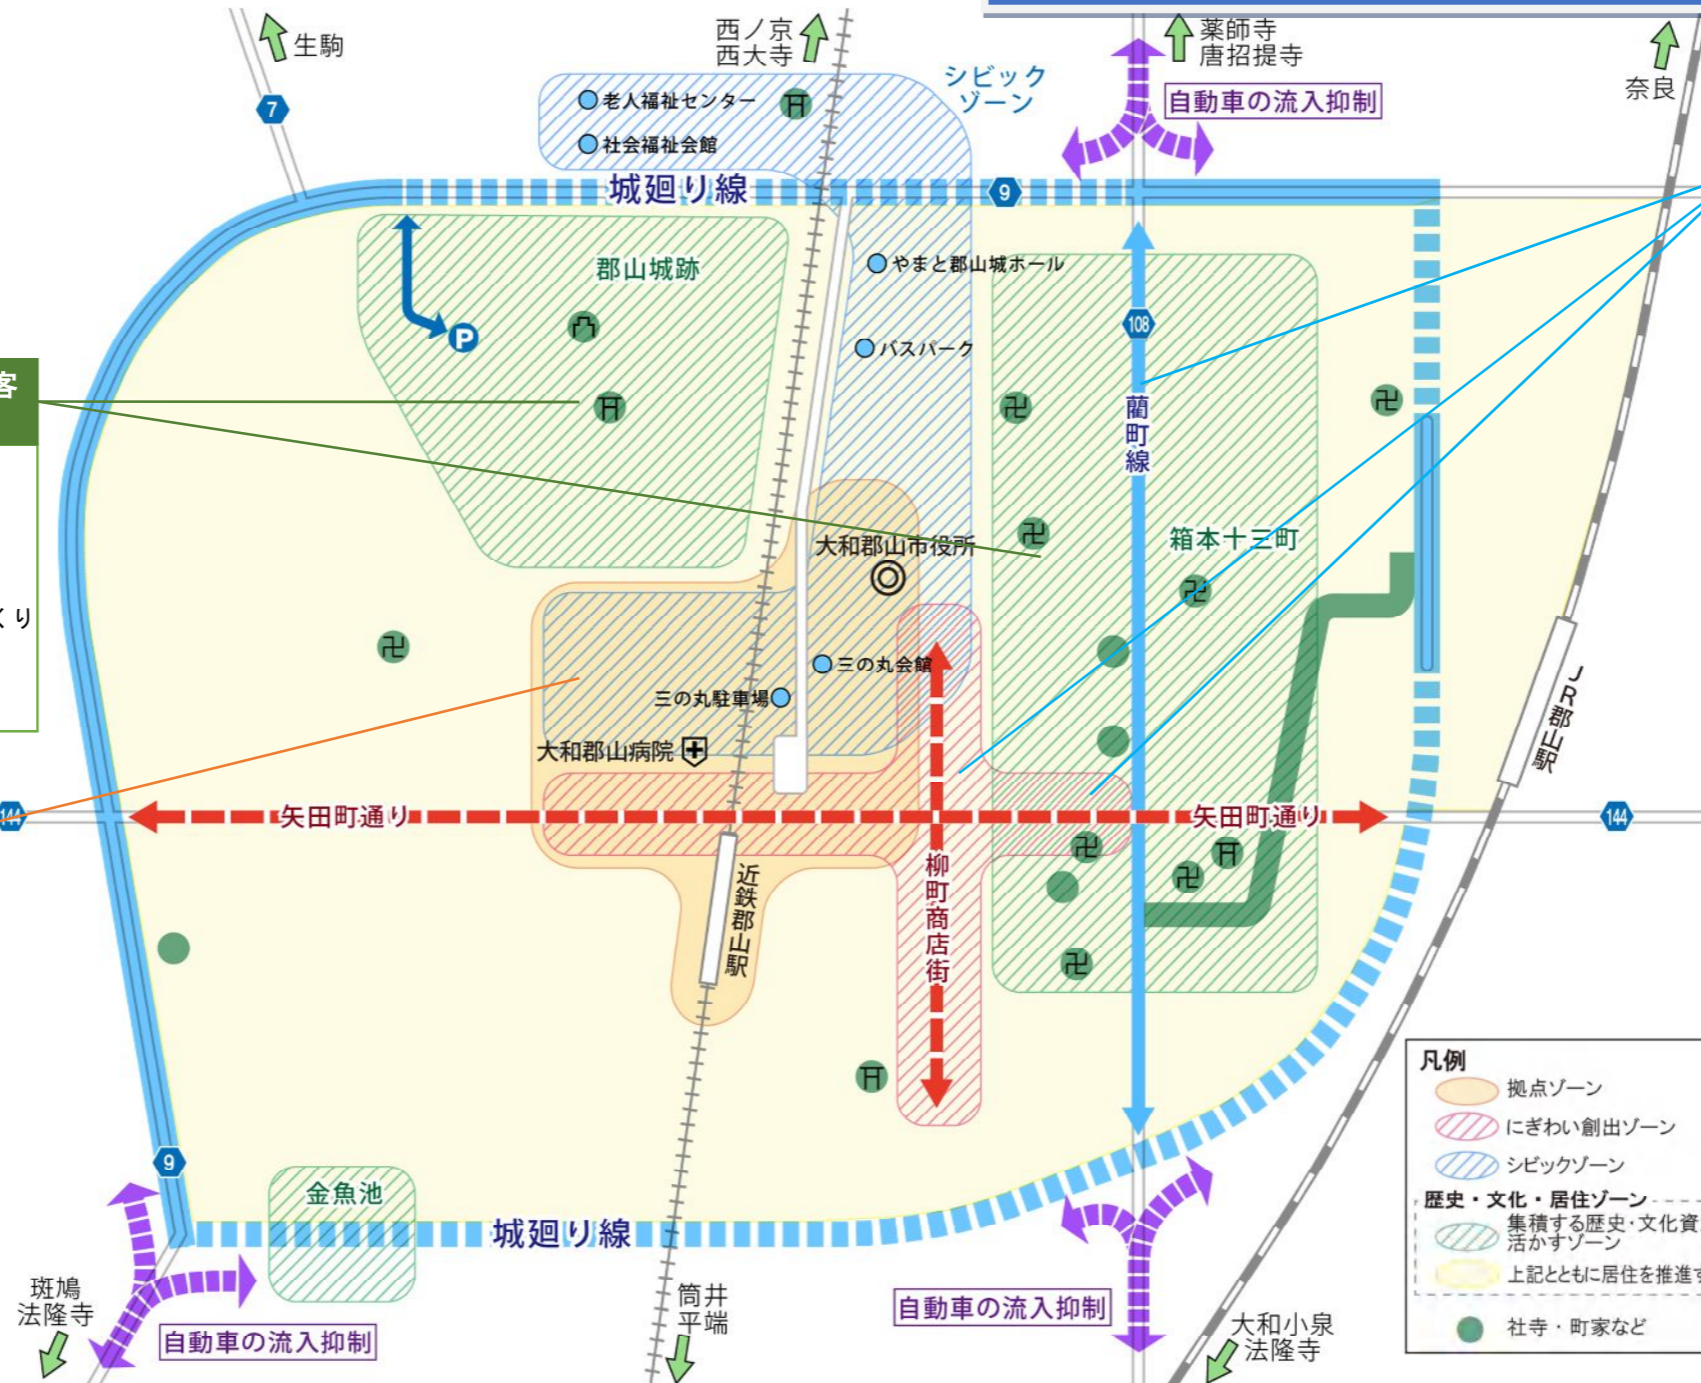 生駒
西ノ京
西大寺
薬師寺
唐招提寺
奈良
シビック
ゾーン
自動車の流入抑制
7
老人福祉センター
社会福祉会館
城廻り線
9
郡山城跡
やまと郡山城ホール
108
P
バスパーク
客
藺町線
大和郡山市役所
箱本十三町
くり
三の丸会館
三の丸駐車場
大和郡山病院
JR郡山駅
144
矢田町通り
矢田町通り
144
近鉄郡山駅
柳町商店街
9
金魚池
城廻り線
斑鳩
法隆寺
自動車の流入抑制
筒井
平端
自動車の流入抑制
大和小泉
法隆寺
凡例
拠点ゾーン
にぎわい創出ゾーン
シビックゾーン
歴史・文化・居住ゾーン
集積する歴史・文化資
活かすゾーン
上記とともに居住を推進す
社寺・町家など